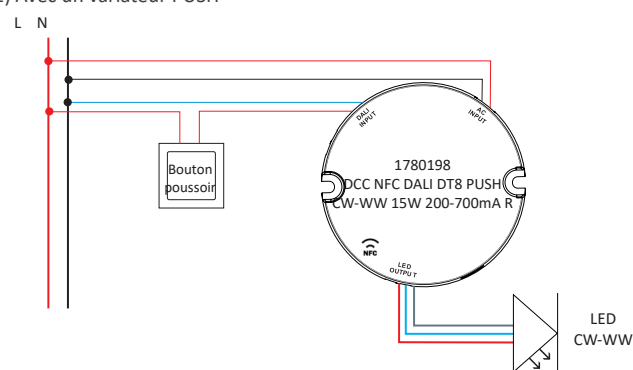 L N
DALI
INPUT
AC
INPUT
Bouton
poussoir
1780198
DCC NFC DALI DT8 PUSH
CW-WW 15W 200-700mA R
NFC
LED
OUTPUT
LED
CW-WW